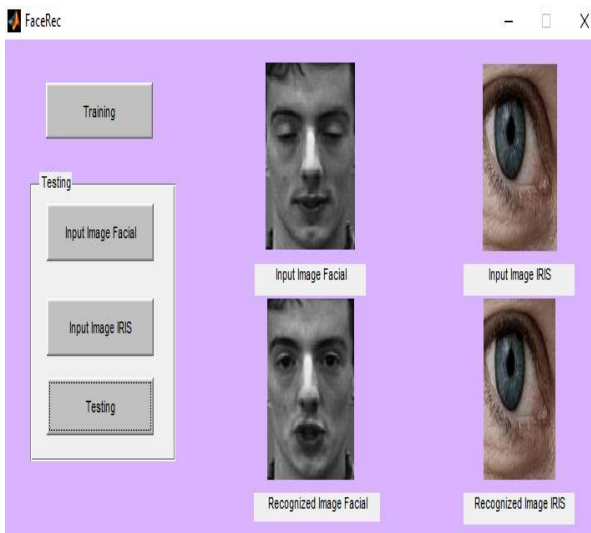 FaceRec
Training
Testing
Input Image Facial
Input Image IRIS
Testing
Input Image Facial
Input Image IRIS
Recognized Image Facial
Recognized Image IRIS